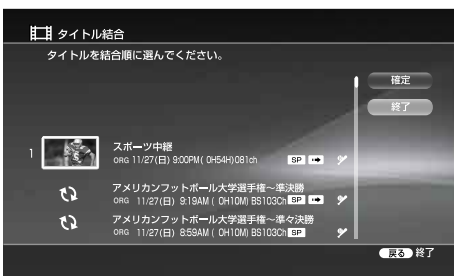 タイトル結合
タイトルを結合順に選んでください。
確定
終了
1
スポーツ中継
ORG 11/27(日) 9:00PM( 0H54H)081ch SP
アメリカンフットボール大学選手権～準決勝
ORG 11/27(日) 9:19AM ( 0H10M) BS103Ch SP
アメリカンフットボール大学選手権～準々決勝
ORG 11/27(日) 8:59AM ( 0H10M) BS103Ch SP
戻る 終了